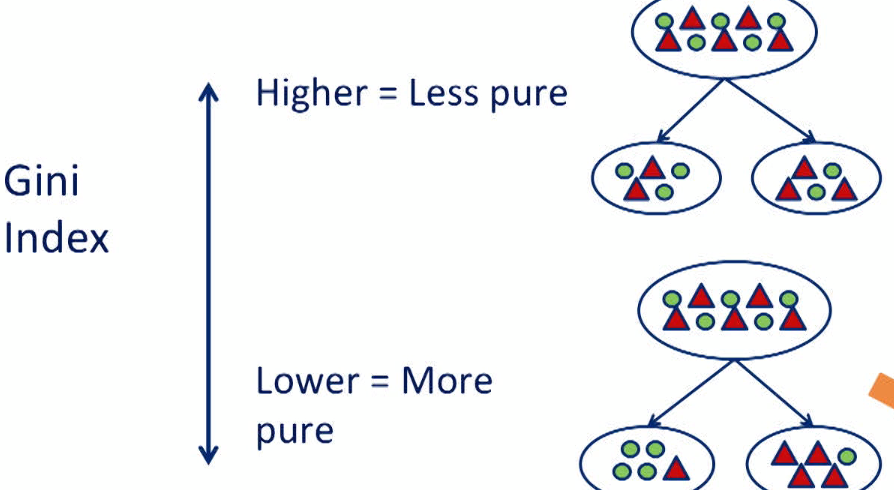 Higher = Less pure
Gini
Index
Lower = More
pure